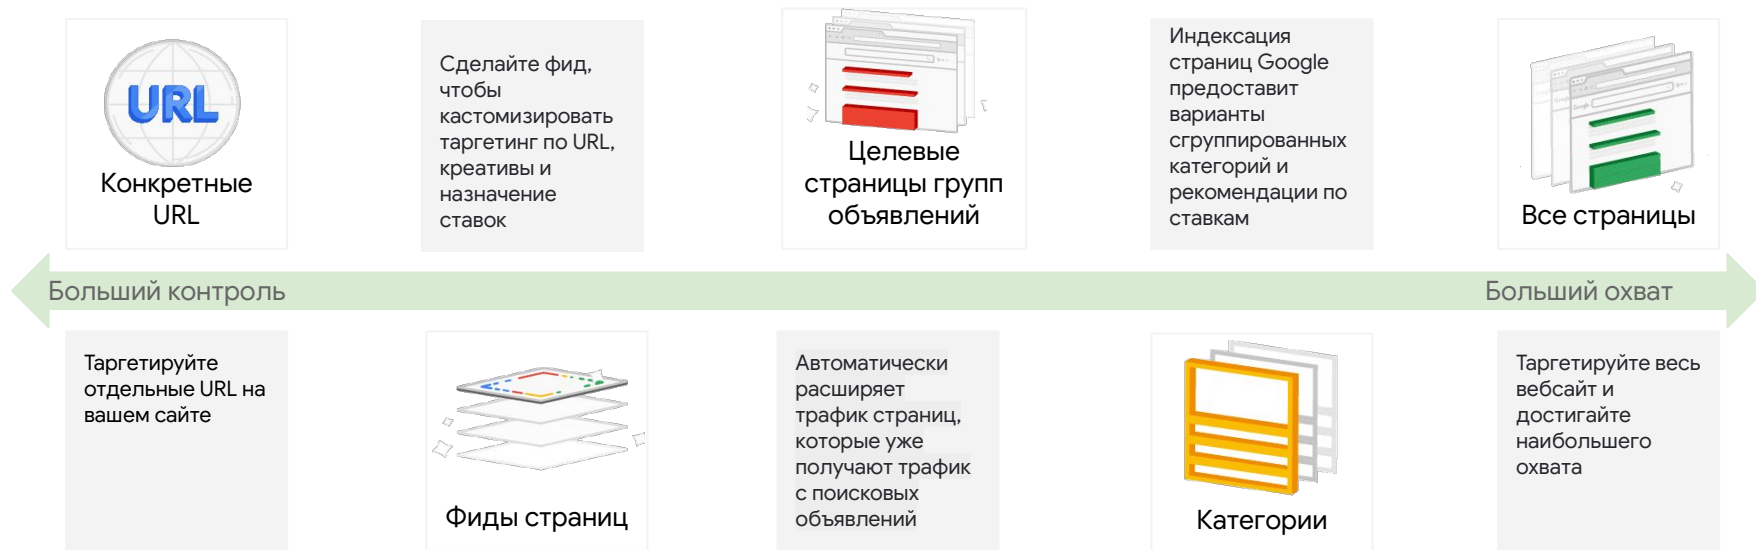 URL
Конкретные
URL
Сделайте фид,
чтобы
кастомизировать
таргетинг по URL,
креативы и
назначение
ставок
Целевые
страницы групп
объявлений
Индексация
страниц Google
предоставит
варианты
сгруппированных
категорий и
рекомендации по
ставкам
Все страницы
Больший контроль
Больший охват
Таргетируйте
отдельные URL на
вашем сайте
Фиды страниц
Автоматически
расширяет
трафик страниц,
которые уже
получают трафик
с поисковых
объявлений
Категории
Таргетируйте весь
вебсайт и
достигайте
наибольшего
охвата